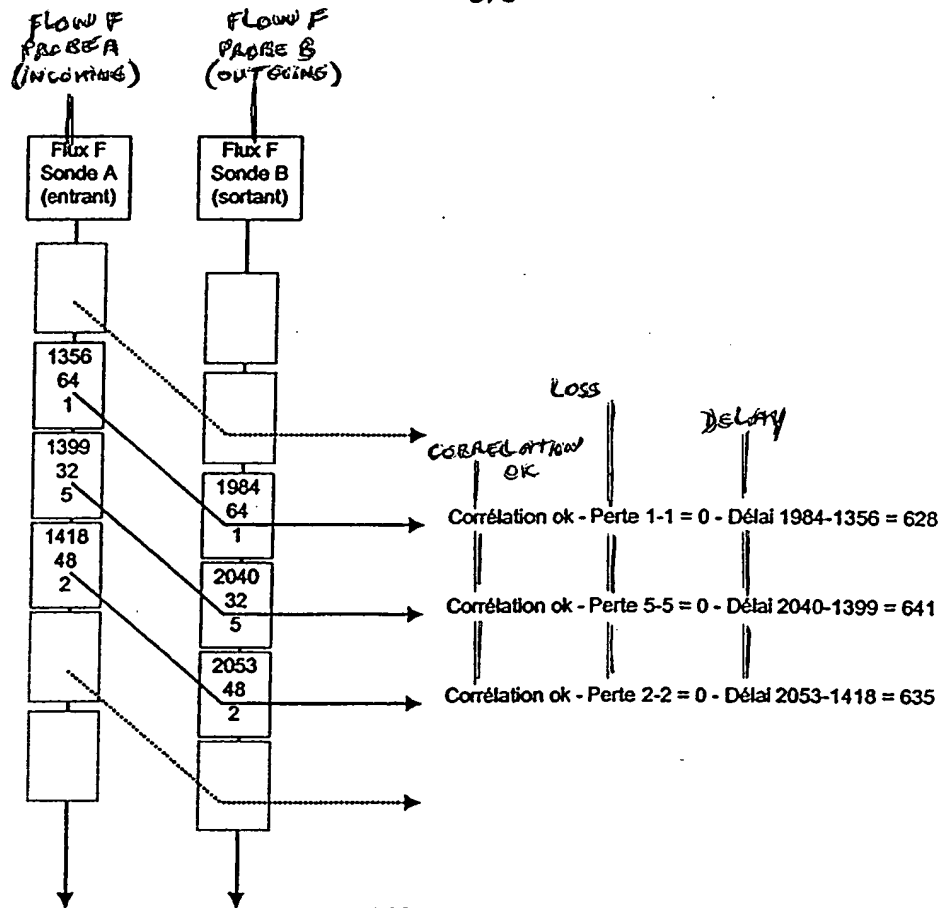 FLOW F
PROBE A
(INCOMING)
FLOW F
PROBE B
(OUTGOING)
Flux F
Sonde A
(entrant)
Flux F
Sonde B
(sortant)
1356
64
1
1399
32
5
1418
48
2
1984
64
1
2040
32
5
2053
48
2
LOSS
DELAY
CORRELATION
OK
Corrélation ok - Perte 1-1 = 0 - Délai 1984-1356 = 628
Corrélation ok - Perte 5-5 = 0 - Délai 2040-1399 = 641
Corrélation ok - Perte 2-2 = 0 - Délai 2053-1418 = 635